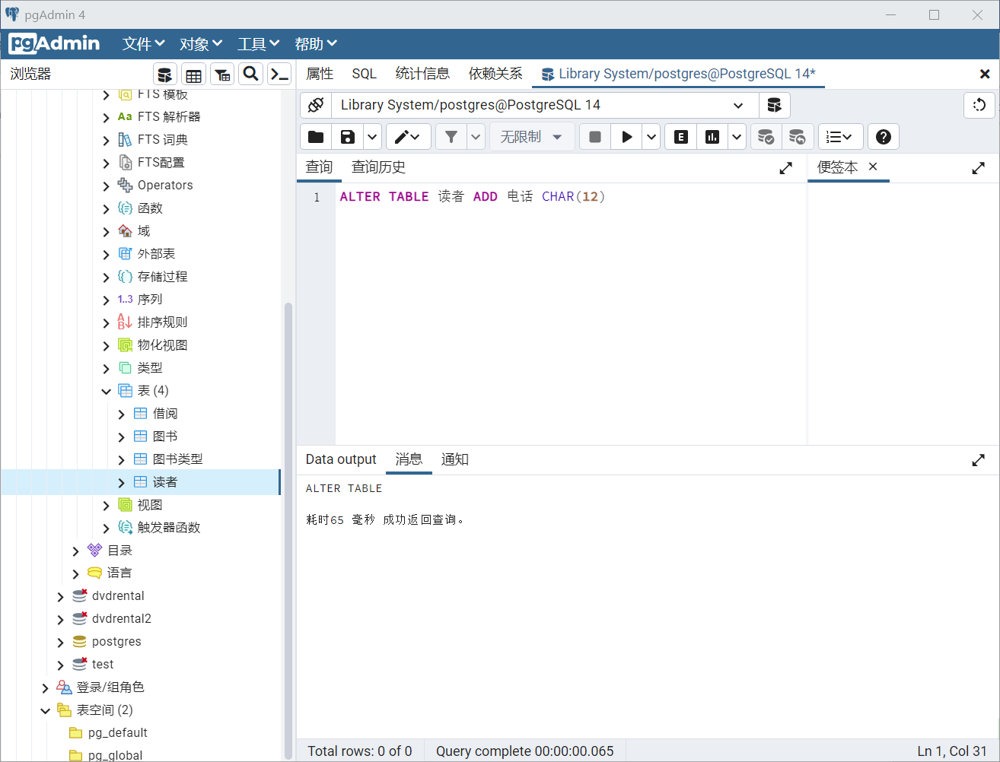 pgAdmin 4
pgAdmin 文件 对象 工具 帮助
浏览器
属性 SQL 统计信息 依赖关系 Library System/postgres@PostgreSQL 14*
Library System/postgres@PostgreSQL 14
无限制
查询 查询历史 便签本
1 ALTER TABLE 读者 ADD 电话 CHAR(12)
FTS 模板
Aa FTS 解析器
FTS 词典
FTS配置
Operators
函数
域
外部表
存储过程
1..3 序列
排序规则
物化视图
类型
表 (4)
借阅
图书
图书类型
读者
视图
触发器函数
目录
语言
dvdrental
dvdrental2
postgres
test
登录/组角色
表空间 (2)
pg_default
pg_global
Data output 消息 通知
ALTER TABLE
耗时65 毫秒 成功返回查询。
Total rows: 0 of 0 Query complete 00:00:00.065 Ln 1, Col 31